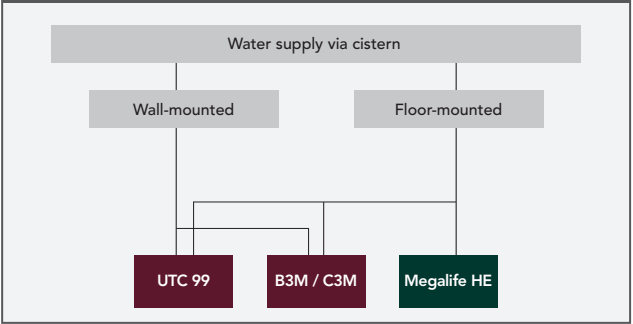 Water supply via cistern
Wall-mounted
Floor-mounted
UTC 99
B3M / C3M
Megalife HE